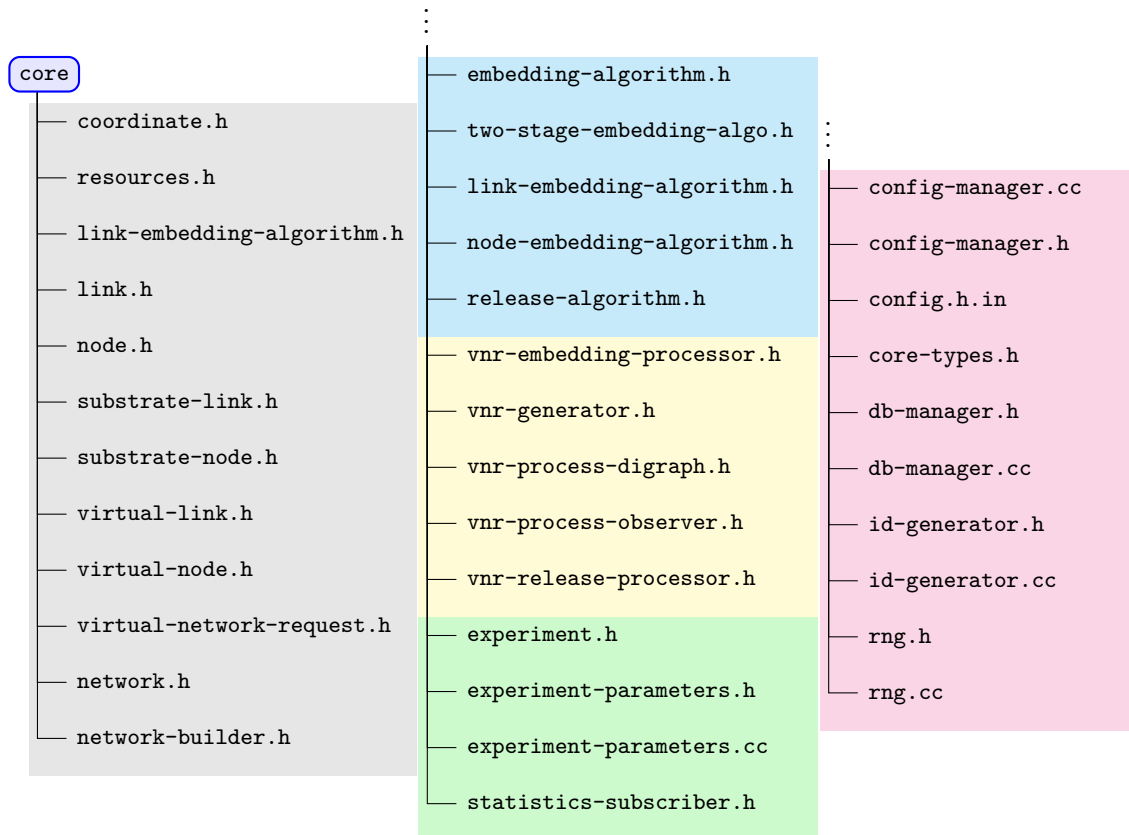 core
coordinate.h
resources.h
link-embedding-algorithm.h
link.h
node.h
substrate-link.h
substrate-node.h
virtual-link.h
virtual-node.h
virtual-network-request.h
network.h
network-builder.h
embedding-algorithm.h
two-stage-embedding-algo.h
link-embedding-algorithm.h
node-embedding-algorithm.h
release-algorithm.h
vnr-embedding-processor.h
vnr-generator.h
vnr-process-digraph.h
vnr-process-observer.h
vnr-release-processor.h
experiment.h
experiment-parameters.h
experiment-parameters.cc
statistics-subscriber.h
config-manager.cc
config-manager.h
config.h.in
core-types.h
db-manager.h
db-manager.cc
id-generator.h
id-generator.cc
rng.h
rng.cc